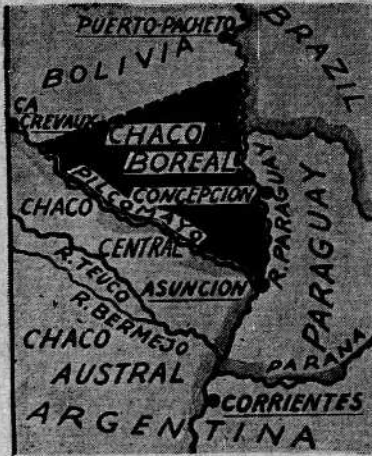 PUERTO-PACHETO
BRAZIL
BOLIVIA
CA
CREVAUX
CHACO
BOREAL
PILCOMAYO
CONCEPCION
CHACO
CENTRAL
R. PARAGUAY
PARAGUAY
R. TEUCO
ASUNCION
R. BERMEJO
CHACO
AUSTRAL
PARANA
CORRIENTES
ARGENTINA